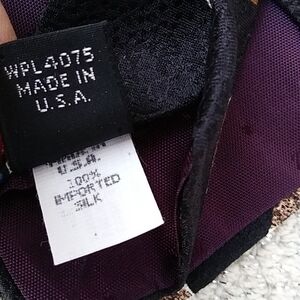 WPL4075
MADE IN
U.S.A.
U.S.A.
100%
IMPORTED
SILK